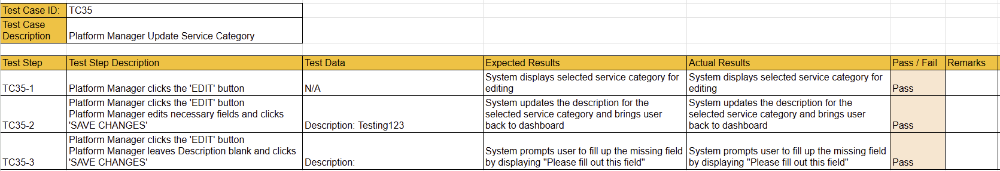 Test Case ID: TC35
Test Case
Description Platform Manager Update Service Category
Test Step Test Step Description Test Data Expected Results Actual Results Pass / Fail Remarks
System displays selected service category for System displays selected service category for
TC35-1 Platform Manager clicks the 'EDIT' button N/A editing editing Pass
Platform Manager clicks the 'EDIT' button System updates the description for the System updates the description for the
Platform Manager edits necessary fields and clicks selected service category and brings user selected service category and brings user
TC35-2 'SAVE CHANGES' Description: Testing123 back to dashboard back to dashboard Pass
Platform Manager clicks the 'EDIT' button
Platform Manager leaves Description blank and clicks System prompts user to fill up the missing field System prompts user to fill up the missing field
TC35-3 'SAVE CHANGES' Description: by displaying "Please fill out this field" by displaying "Please fill out this field" Pass